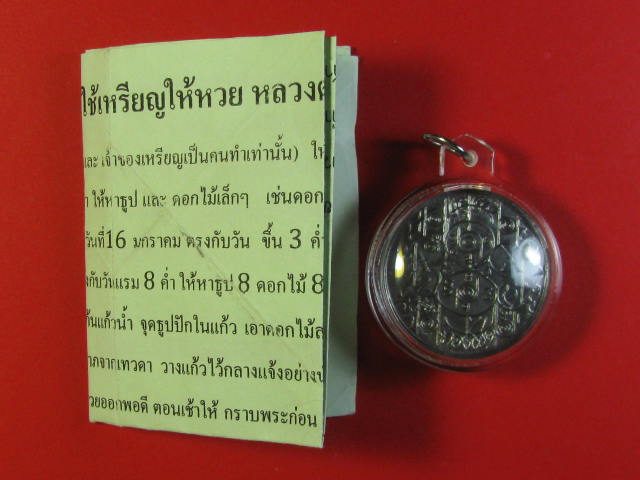 ใช้เหรียญให้หวย หลวงต
และ เจ้าของเหรียญเป็นคนทำเท่านั้น) ให้
า ให้หาธูป และ ดอกไม้เล็กๆ เช่นดอก
วันที่16 มกราคม ตรงกับวัน ขึ้น 3 ค่ำ
งกับวันแรม 8 ค่ำ ให้หาธูป 8 ดอกไม้ 8
ก้นแก้วน้ำ จุดธูปปักในแก้ว เอาดอกไม้ล
าภจากเทวดา วางแก้วไว้กลางแจ้งอย่างน
วยออกพอดี ตอนเช้าให้ กราบพระก่อน